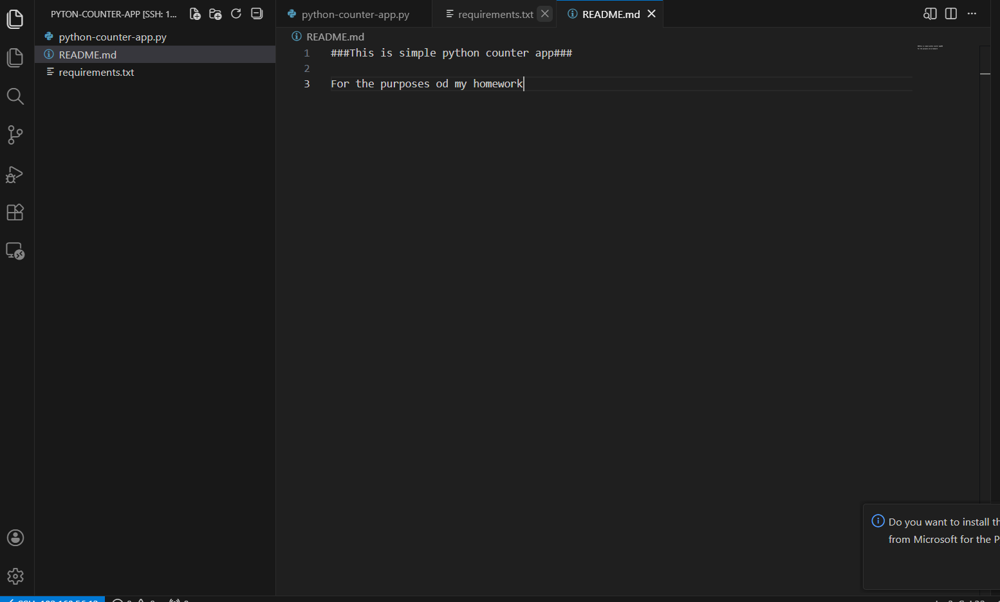 PYTON-COUNTER-APP [SSH: 1...
python-counter-app.py
README.md
requirements.txt
python-counter-app.py
requirements.txt
README.md
README.md
1 ###This is simple python counter app###
2
3 For the purposes od my homework
Do you want to install th
from Microsoft for the P